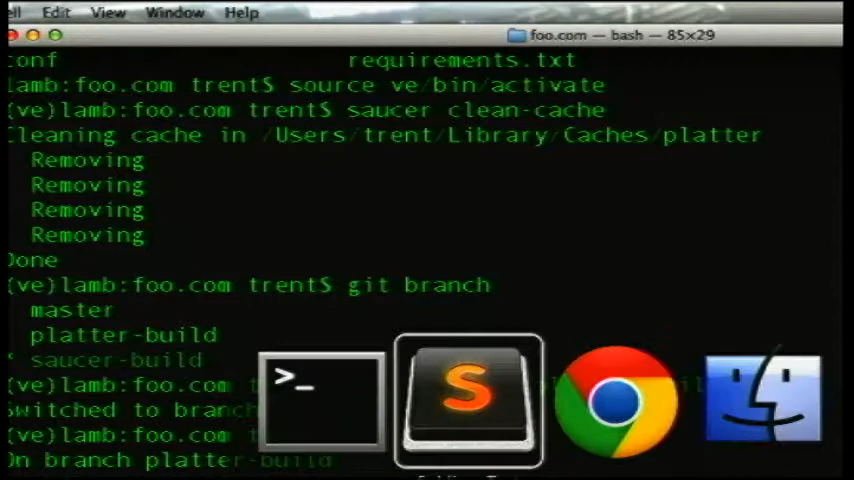 Edit View Window Help
foo.com — bash — 85×29
conf requirements.txt
lamb:foo.com trent$ source ve/bin/activate
(ve)lamb:foo.com trent$ saucer clean-cache
Cleaning cache in /Users/trent/Library/Caches/platter
Removing
Removing
Removing
Removing
Done
(ve)lamb:foo.com trent$ git branch
master
platter-build
* saucer-build
(ve)lamb:foo.com
Switched to branch
(ve)lamb:foo.com
On branch platter-build